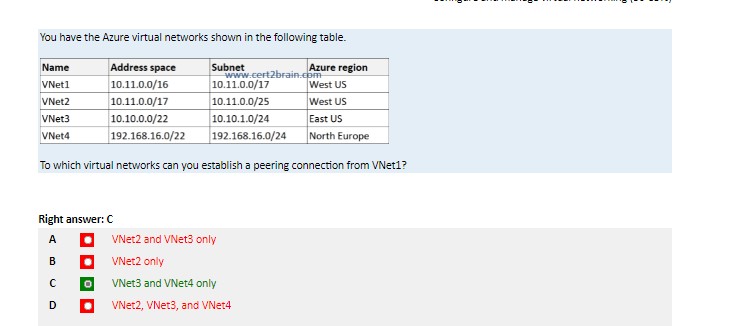 You have the Azure virtual networks shown in the following table.
Name Address space Subnet Azure region
www.cert2brain.com
VNet1 10.11.0.0/16 10.11.0.0/17 West US
VNet2 10.11.0.0/17 10.11.0.0/25 West US
VNet3 10.10.0.0/22 10.10.1.0/24 East US
VNet4 192.168.16.0/22 192.168.16.0/24 North Europe
To which virtual networks can you establish a peering connection from VNet1?
Right answer: C
A VNet2 and VNet3 only
B VNet2 only
C VNet3 and VNet4 only
D VNet2, VNet3, and VNet4